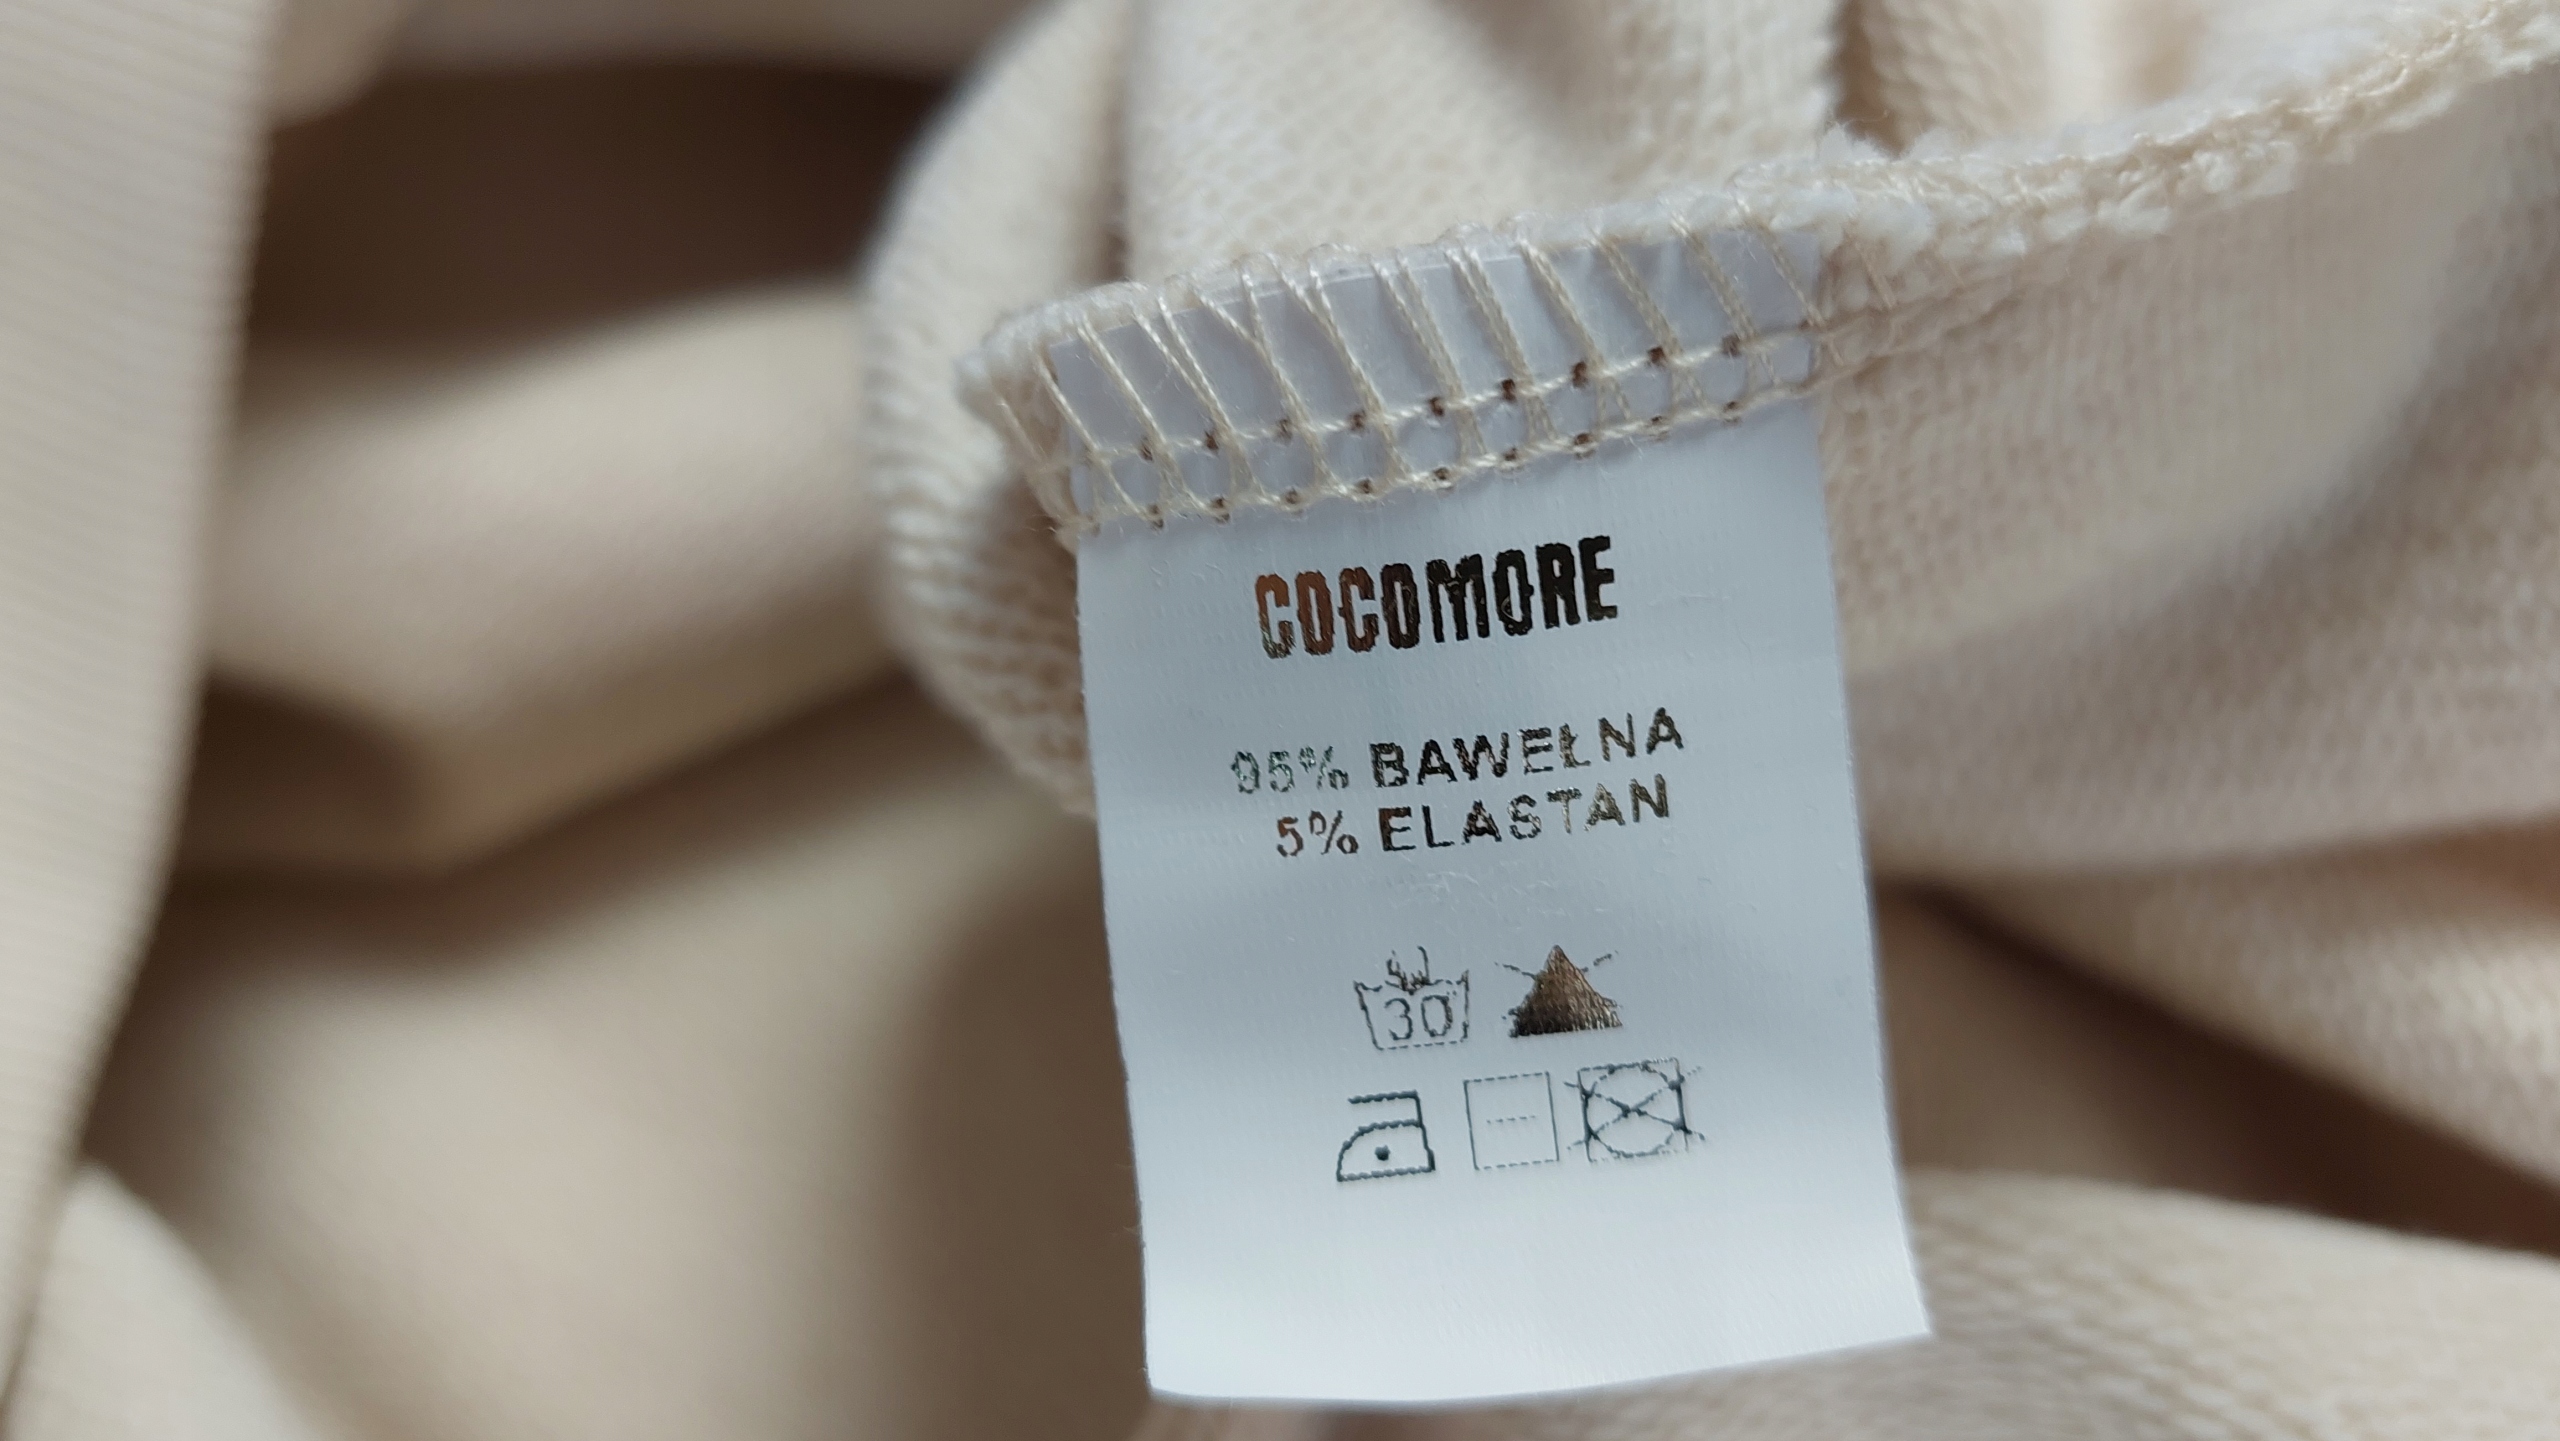 COCOMORE
95% BAWEŁNA
5% ELASTAN
30